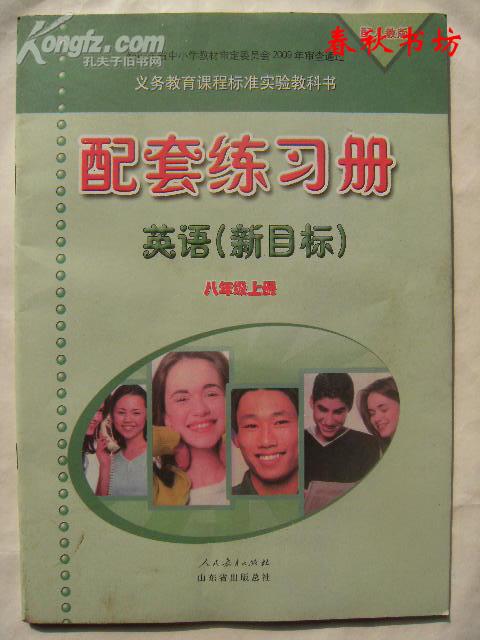 Kongfz.com
孔夫子旧书网
春秋书坊
中小学教材审定委员会2009年审查通过
义务教育课程标准实验教科书
配套练习册
英语(新目标)
八年级上册
人民教育出版社
山东省出版总社